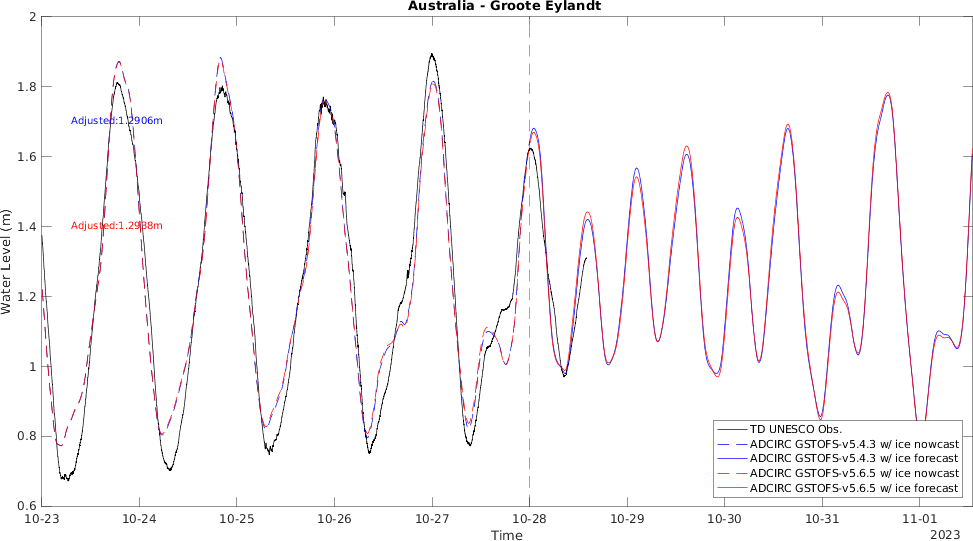 Australia - Groote Eylandt
Water Level (m)
2
1.8
1.6
1.4
1.2
1
0.8
0.6
Adjusted:1.2906m
Adjusted:1.2938m
TD UNESCO Obs.
ADCIRC GSTOFS-v5.4.3 w/ ice nowcast
ADCIRC GSTOFS-v5.4.3 w/ ice forecast
ADCIRC GSTOFS-v5.6.5 w/ ice nowcast
ADCIRC GSTOFS-v5.6.5 w/ ice forecast
10-23 10-24 10-25 10-26 10-27 10-28 10-29 10-30 10-31 11-01
Time
2023